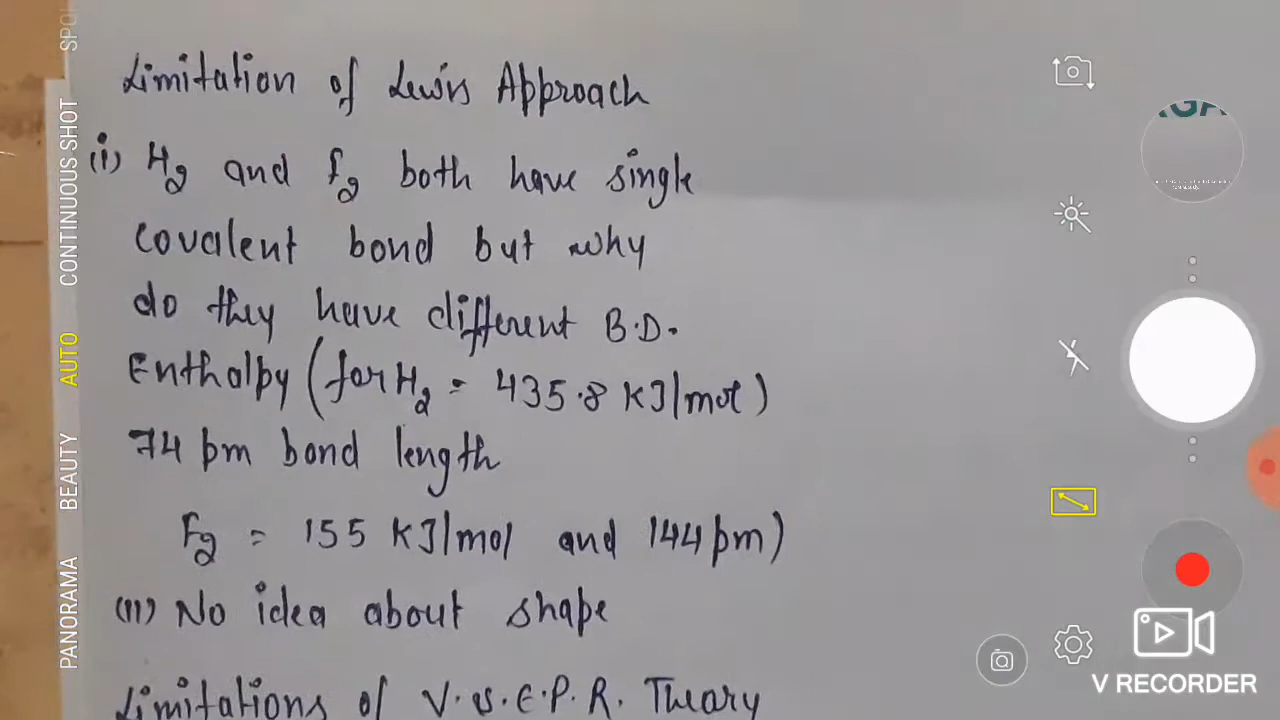 Limitation of Lewis Approach
(i) H2 and F2 both have single
covalent bond but why
do they have different B.D.
Enthalpy (for H2 = 435.8 KJ/mol)
74 pm bond length
F2 = 155 KJ/mol and 144 pm)
(ii) No idea about shape
Limitations of V.S.E.P.R. Theory
SPO
CONTINUOUS SHOT
AUTO
BEAUTY
PANORAMA
V RECORDER